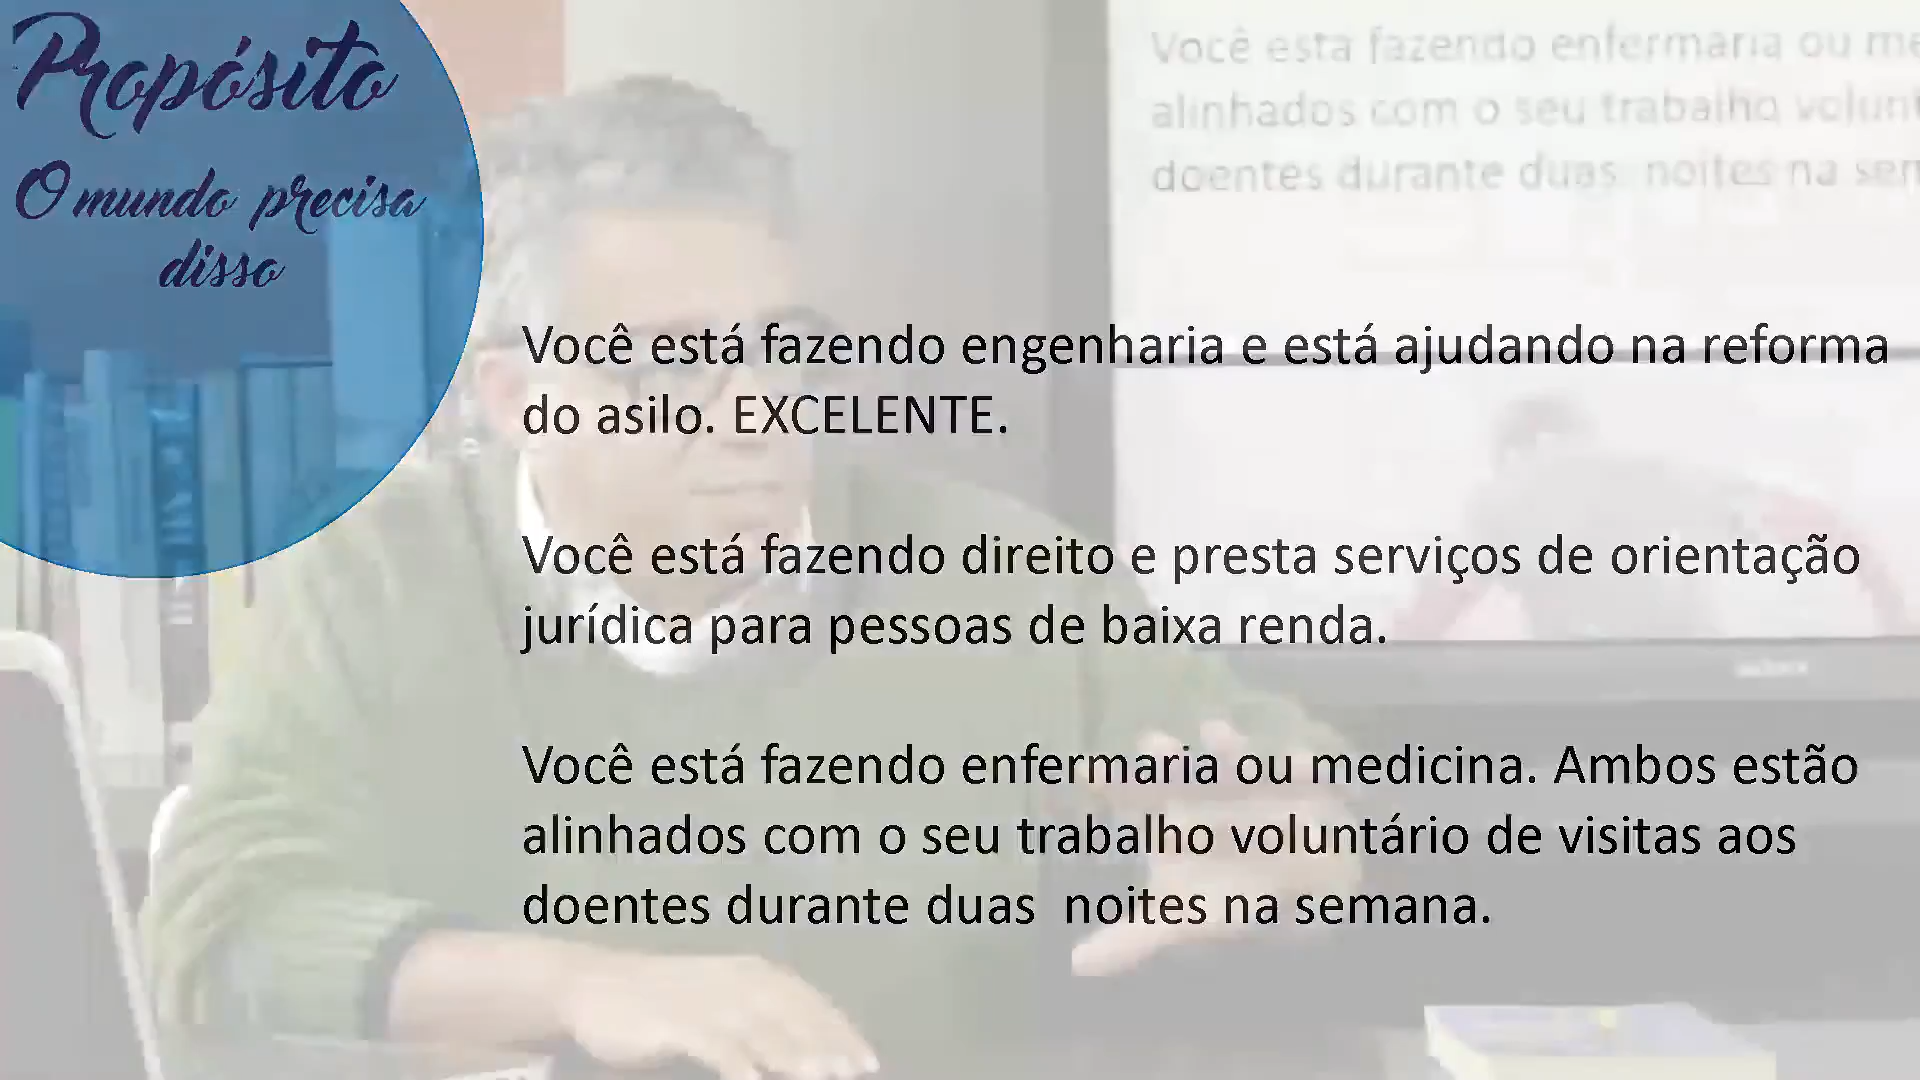 Propósito
O mundo precisa
disso
Você esta fazendo enfermaria ou
alinhados com o seu trabalho
doentes durante duas noites na
Você está fazendo engenharia e está ajudando na reforma
do asilo. EXCELENTE.
Você está fazendo direito e presta serviços de orientação
jurídica para pessoas de baixa renda.
Você está fazendo enfermaria ou medicina. Ambos estão
alinhados com o seu trabalho voluntário de visitas aos
doentes durante duas  noites na semana.